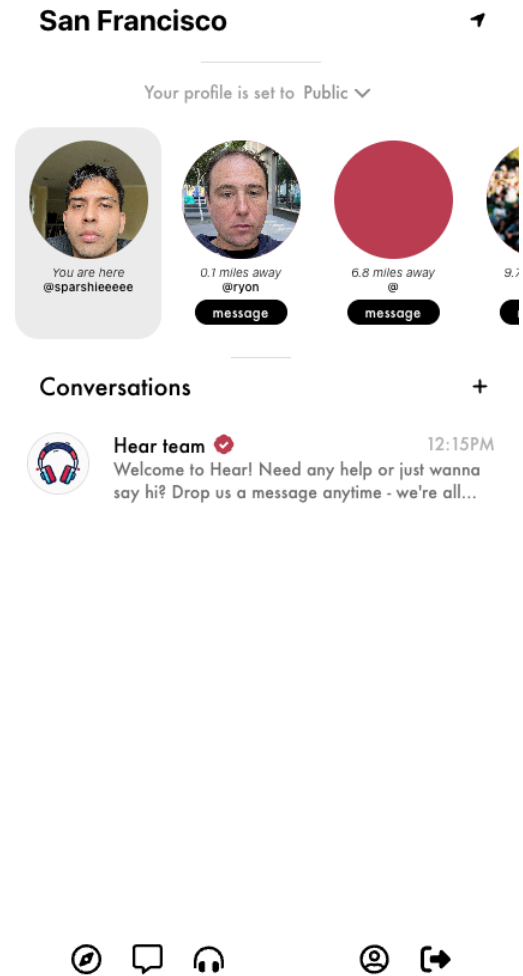 San Francisco
Your profile is set to Public
You are here
@sparshieeeee
0.1 miles away
@ryon
message
6.8 miles away
@
message
9.7
Conversations
+
Hear team
12:15PM
Welcome to Hear! Need any help or just wanna
say hi? Drop us a message anytime - we're all...